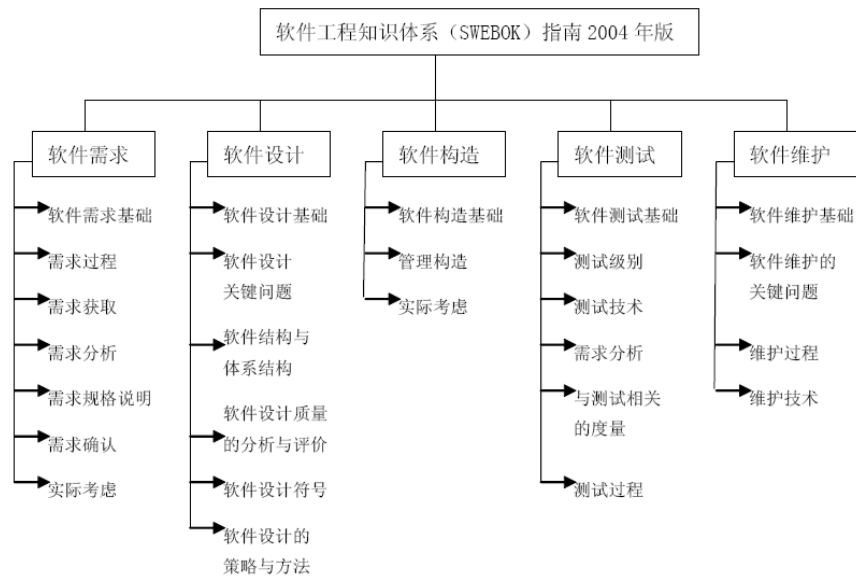 软件工程知识体系（SWEBOK）指南 2004 年版
软件需求
软件需求基础
需求过程
需求获取
需求分析
需求规格说明
需求确认
实际考虑
软件设计
软件设计基础
软件设计
关键问题
软件结构与
体系结构
软件设计质量
的分析与评价
软件设计符号
软件设计的
策略与方法
软件构造
软件构造基础
管理构造
实际考虑
软件测试
软件测试基础
测试级别
测试技术
需求分析
与测试相关
的度量
测试过程
软件维护
软件维护基础
软件维护的
关键问题
维护过程
维护技术